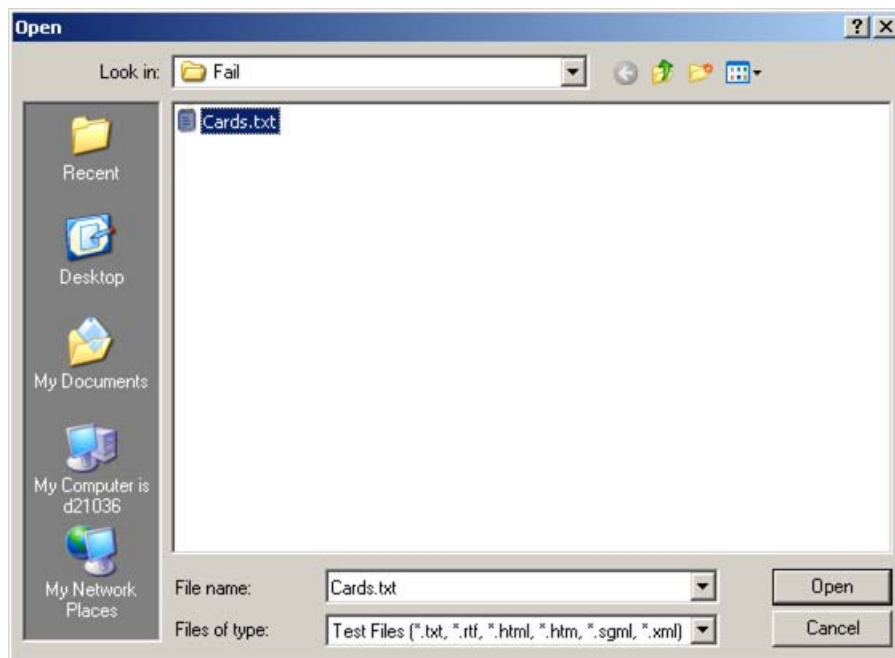 Open
Look in: Fail
Cards.txt
Recent
Desktop
My Documents
My Computer is
d21036
My Network
Places
File name: Cards.txt Open
Files of type: Test Files (*.txt, *.rtf, *.html, *.htm, *.sgml, *.xml) Cancel